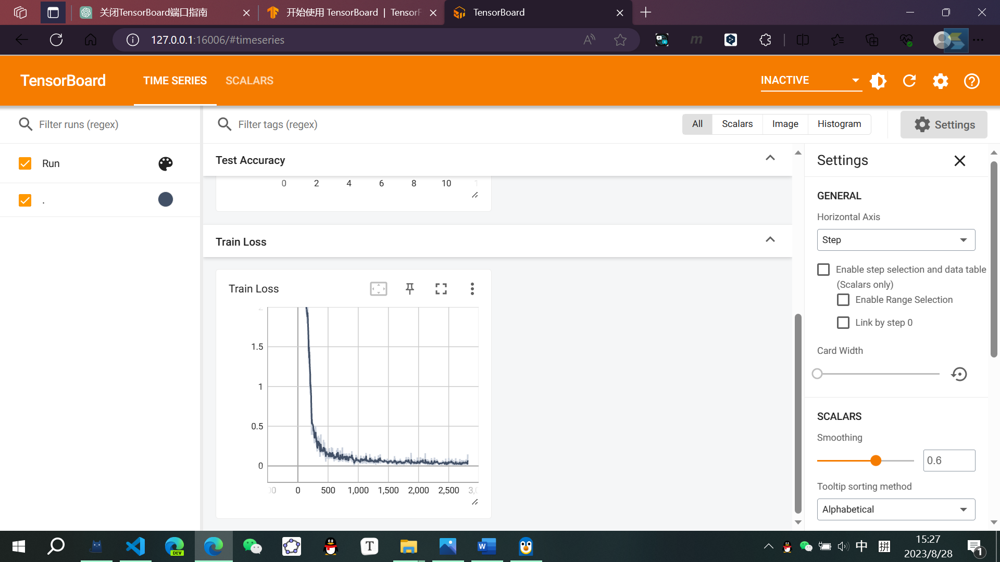 关闭TensorBoard端口指南
开始使用 TensorBoard | TensorF
TensorBoard
127.0.0.1:16006/#timeseries
TensorBoard
TIME SERIES
SCALARS
INACTIVE
Filter runs (regex)
Filter tags (regex)
All
Scalars
Image
Histogram
Settings
Run
.
Test Accuracy
0 2 4 6 8 10
Train Loss
Train Loss
1.5
1
0.5
0
0 500 1,000 1,500 2,000 2,500
Settings
GENERAL
Horizontal Axis
Step
Enable step selection and data table
(Scalars only)
Enable Range Selection
Link by step 0
Card Width
SCALARS
Smoothing
0.6
Tooltip sorting method
Alphabetical
DEV
T
W
中
拼
15:27
2023/8/28
1